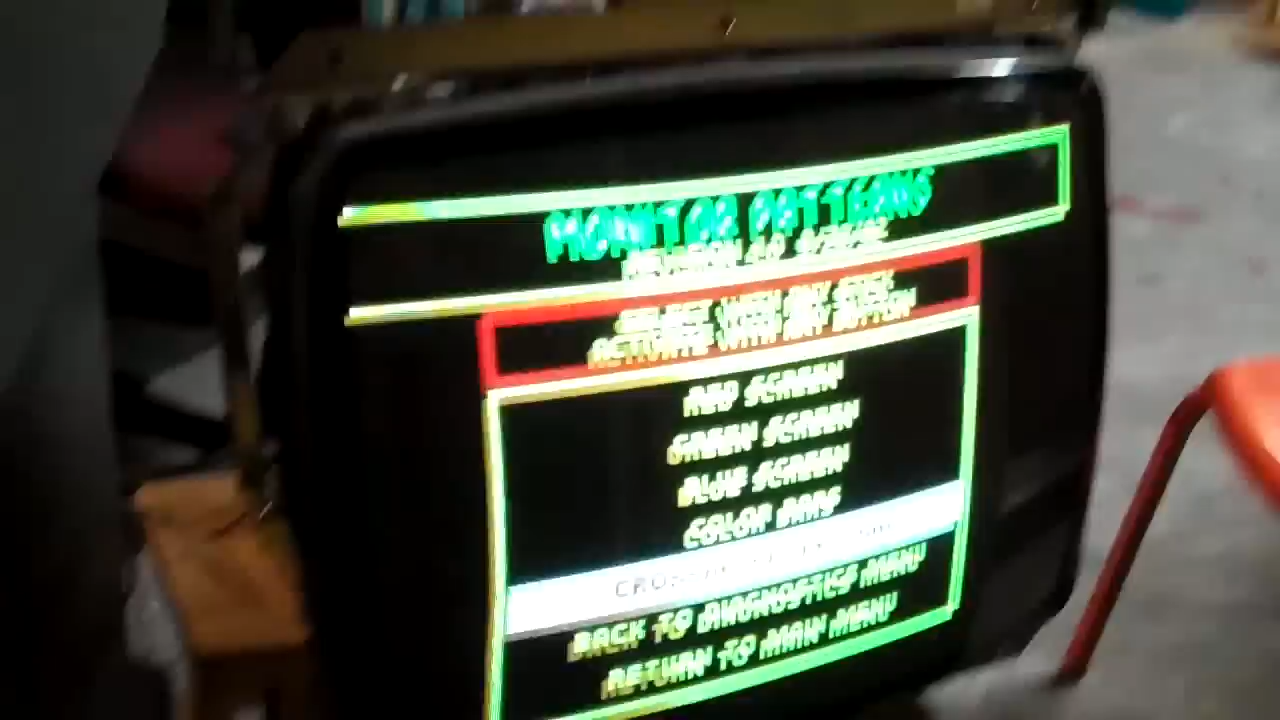 MONITOR PATTERNS
REVISION
SELECT WITH ANY STICK
ACTIVATE WITH ANY BUTTON
RED SCREEN
GREEN SCREEN
BLUE SCREEN
COLOR BARS
BACK TO DIAGNOSTICS MENU
RETURN TO MAIN MENU